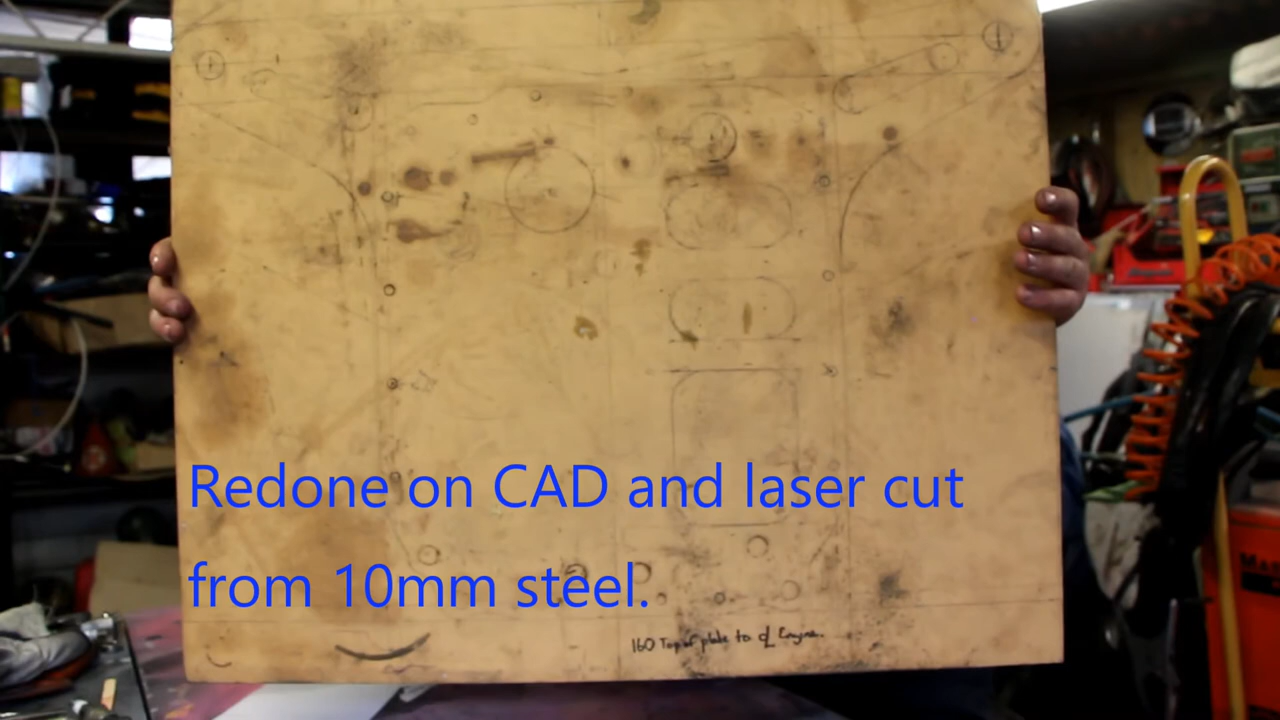 Redone on CAD and laser cut
from 10mm steel.
160 Top of plate to ⅊ Engine.